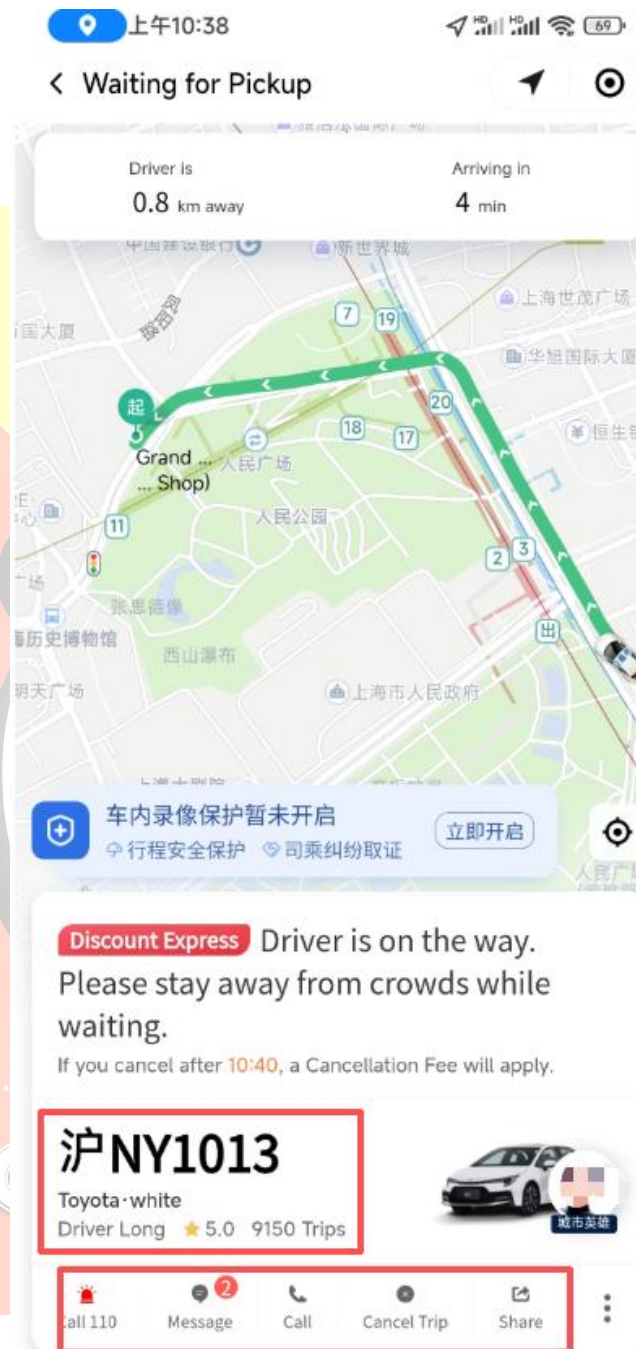 上午10:38
HD HD 69
Waiting for Pickup
Driver is
Arriving in
0.8 km away
4 min
中国建设银行
新世界城
上海世茂广场
百国大厦
7
19
华旭国际大厦
起
20
18
17
Grand ...
... Shop)
人民广场
11
人民公园
2
3
张思德像
出
西山瀑布
明天广场
上海市人民政府
车内录像保护暂未开启
行程安全保护
司乘纠纷取证
立即开启
Discount Express Driver is on the way.
Please stay away from crowds while
waiting.
If you cancel after 10:40, a Cancellation Fee will apply.
沪NY1013
Toyota·white
Driver Long 5.0 9150 Trips
城市英雄
2
Call 110 Message Call Cancel Trip Share